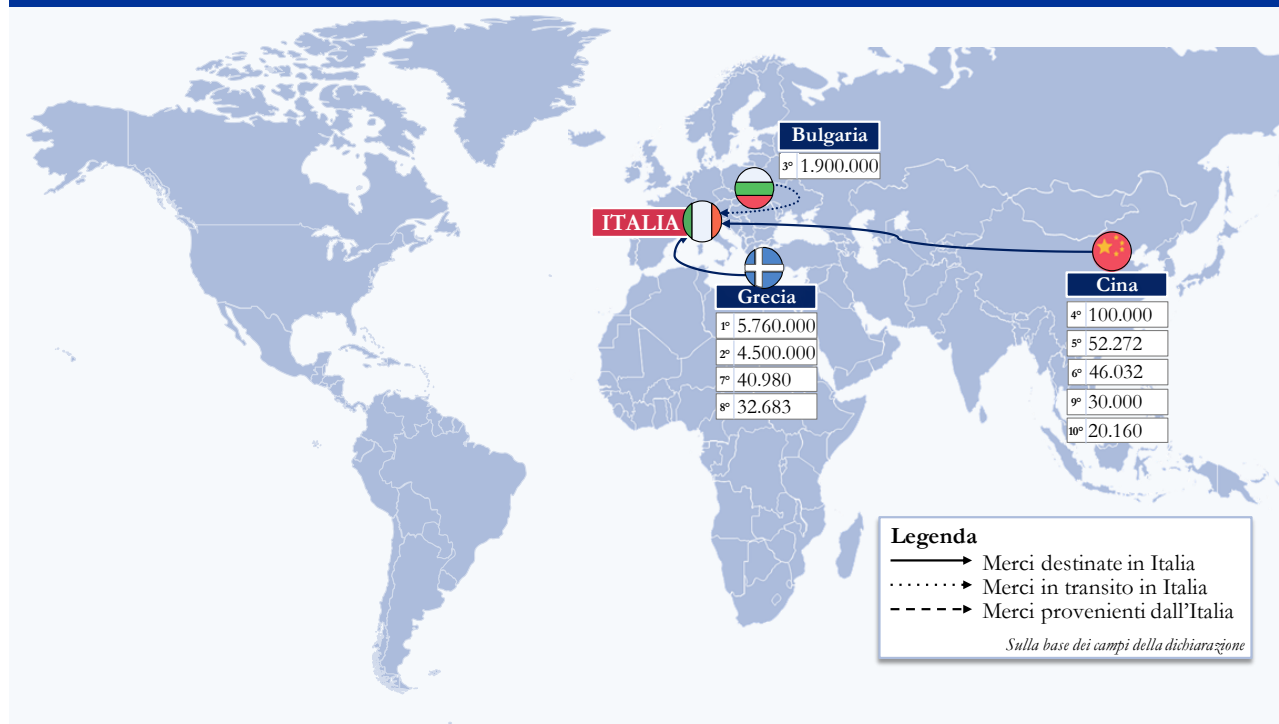 Bulgaria
3° 1.900.000
ITALIA
Grecia
1° 5.760.000
2° 4.500.000
7° 40.980
8° 32.683
Cina
4° 100.000
5° 52.272
6° 46.032
9° 30.000
10° 20.160
Legenda
Merci destinate in Italia
Merci in transito in Italia
Merci provenienti dall'Italia
Sulla base dei campi della dichiarazione